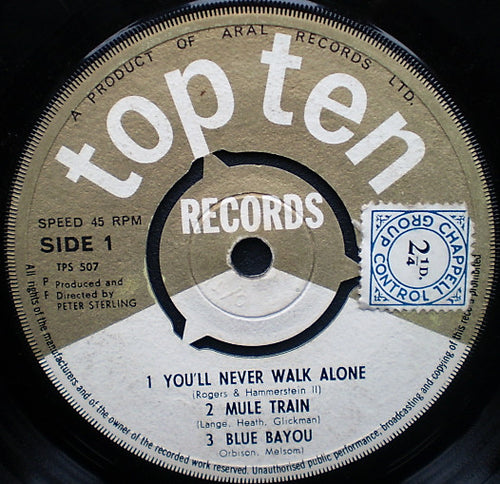 A PRODUCT OF ARAL RECORDS LTD.
top ten
RECORDS
SPEED 45 RPM
SIDE 1
TPS 507
P Produced and
F Directed by
PETER STERLING
CHAPPELL
GROUP CONTROL
2 1/4D
1 YOU'LL NEVER WALK ALONE
(Rogers & Hammerstein II)
2 MULE TRAIN
(Lange, Heath, Glickman)
3 BLUE BAYOU
Orbison, Melsom)
All rights of the manufacturers and of the owner of the recorded work reserved. Unauthorised public performance, broadcasting and copying of this record prohibited